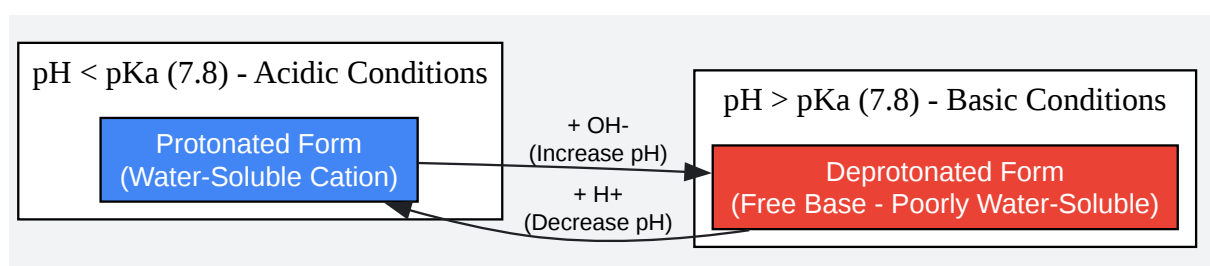 pH < pKa (7.8) - Acidic Conditions
Protonated Form
(Water-Soluble Cation)
+ OH-
(Increase pH)
+ H+
(Decrease pH)
pH > pKa (7.8) - Basic Conditions
Deprotonated Form
(Free Base - Poorly Water-Soluble)